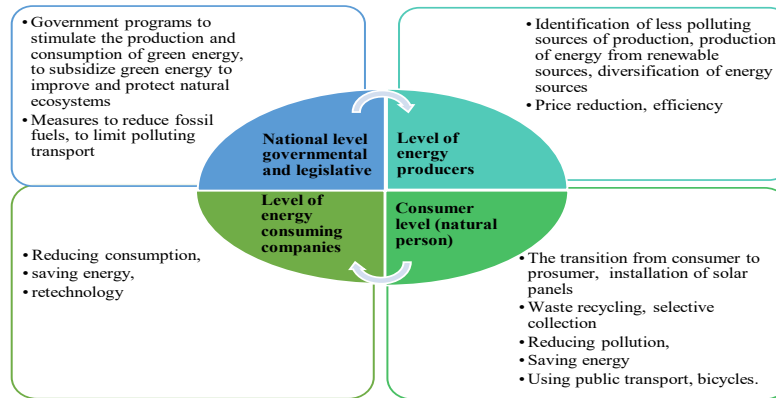 • Government programs to
stimulate the production and
consumption of green energy,
to subsidize green energy to
improve and protect natural
ecosystems
• Measures to reduce fossil
fuels, to limit polluting
transport
• Identification of less polluting
sources of production, production
of energy from renewable
sources, diversification of energy
sources
• Price reduction, efficiency
National level
governmental
and legislative
Level of
energy
producers
Level of
energy
consuming
companies
Consumer
level (natural
person)
• Reducing consumption,
• saving energy,
• retechnology
• The transition from consumer to
prosumer, installation of solar
panels
• Waste recycling, selective
collection
• Reducing pollution,
• Saving energy
• Using public transport, bicycles.